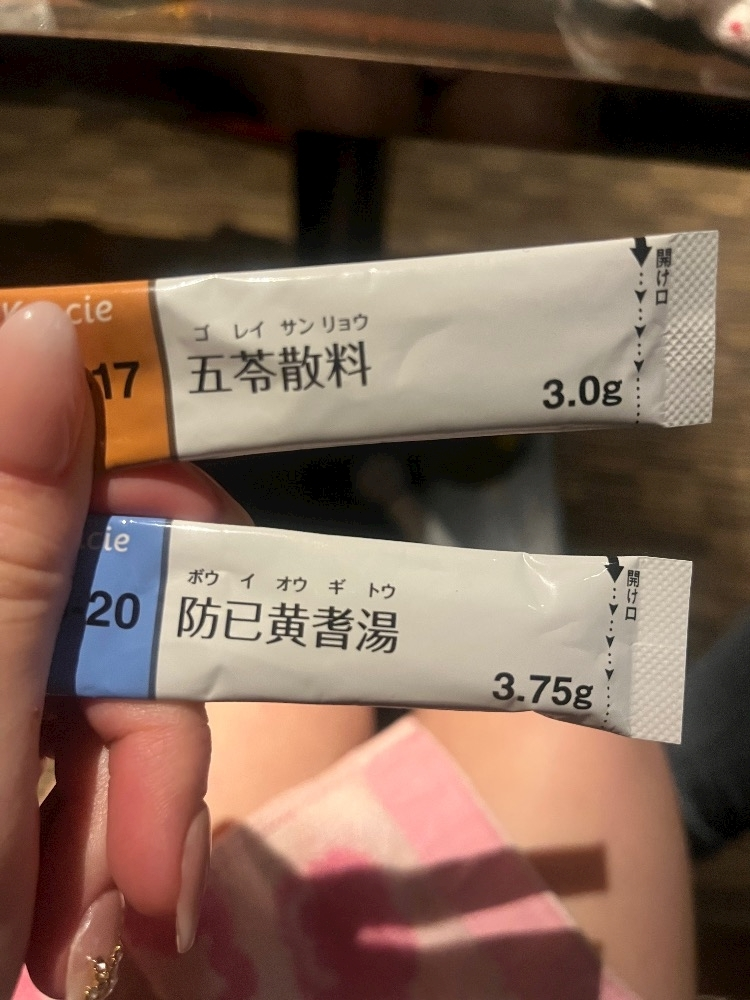 cie
17
ゴ レイ サン リョウ
五苓散料
3.0g
開け口
cie
-20
ボウ イ オウ ギ トウ
防已黄耆湯
3.75g
開け口